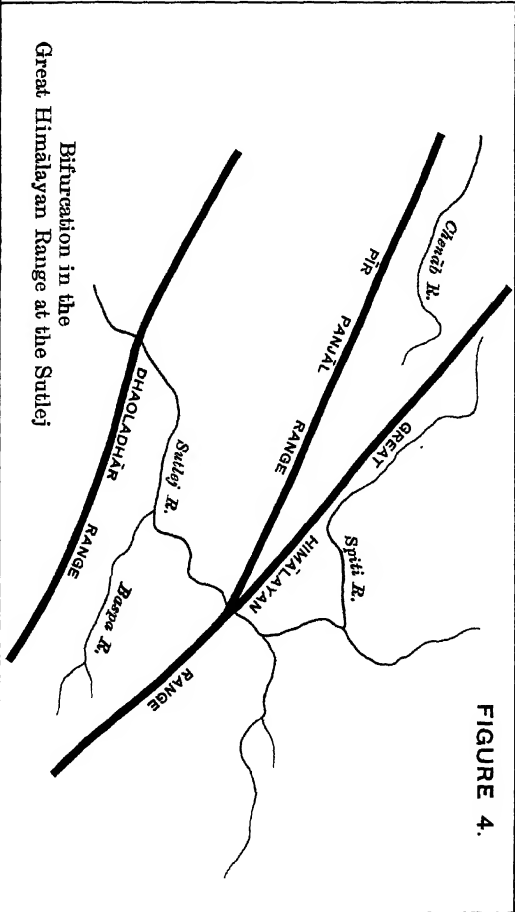 FIGURE 4.
Chenāb R.
PĪR PANJĀL RANGE
GREAT HIMĀLAYAN RANGE
Spiti R.
Sutlej R.
DHAOLADHĀR RANGE
Baspa R.
Bifurcation in the
Great Himālayan Range at the Sutlej